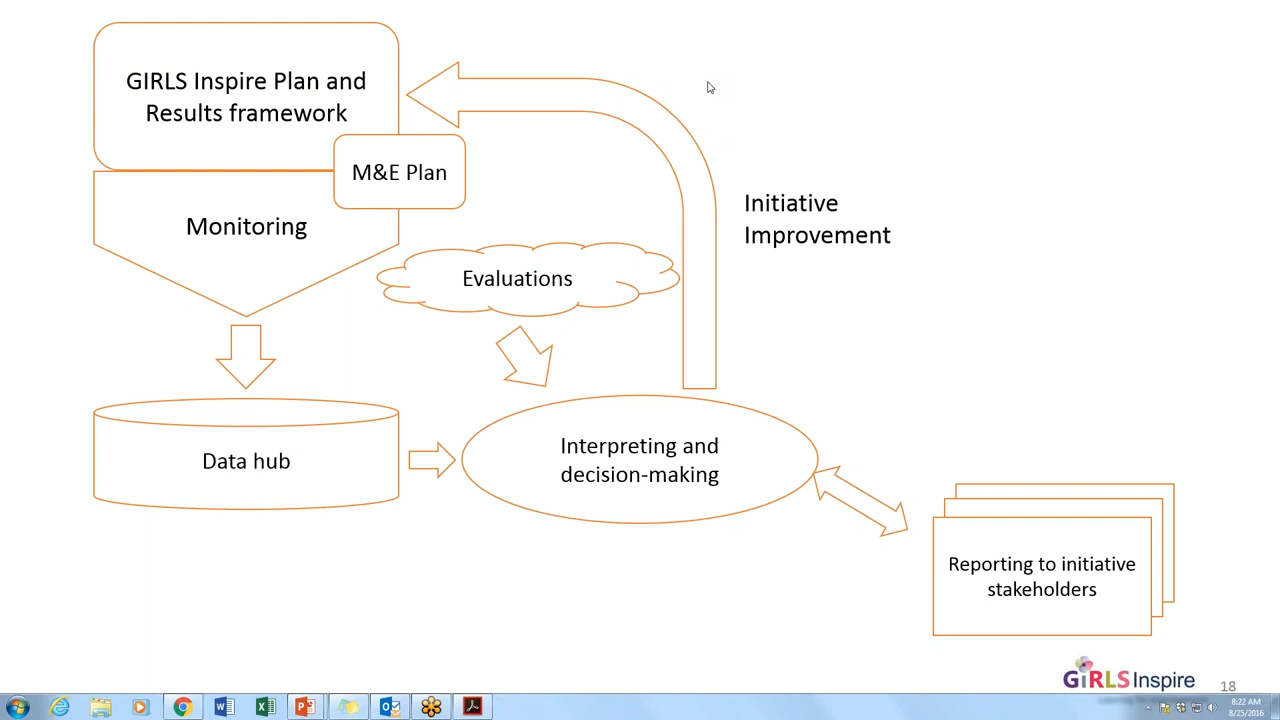 GIRLS Inspire Plan and
Results framework
M&E Plan
Monitoring
Initiative
Improvement
Evaluations
Data hub
Interpreting and
decision-making
Reporting to initiative
stakeholders
GiRLS Inspire
18
8:22 AM
8/25/2016